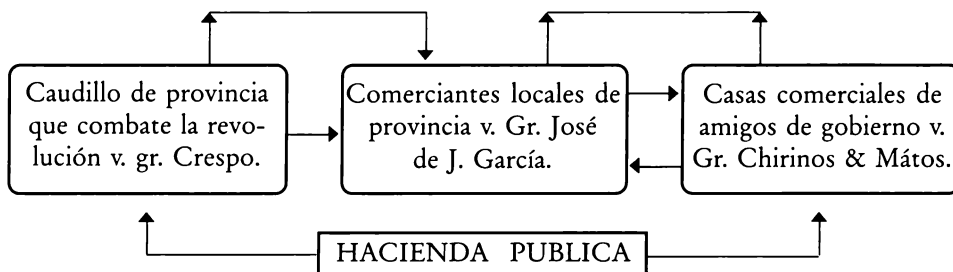 Caudillo de provincia
que combate la revo-
lución v. gr. Crespo.
Comerciantes locales de
provincia v. Gr. José
de J. García.
Casas comerciales de
amigos de gobierno v.
Gr. Chirinos & Mátos.
HACIENDA PUBLICA